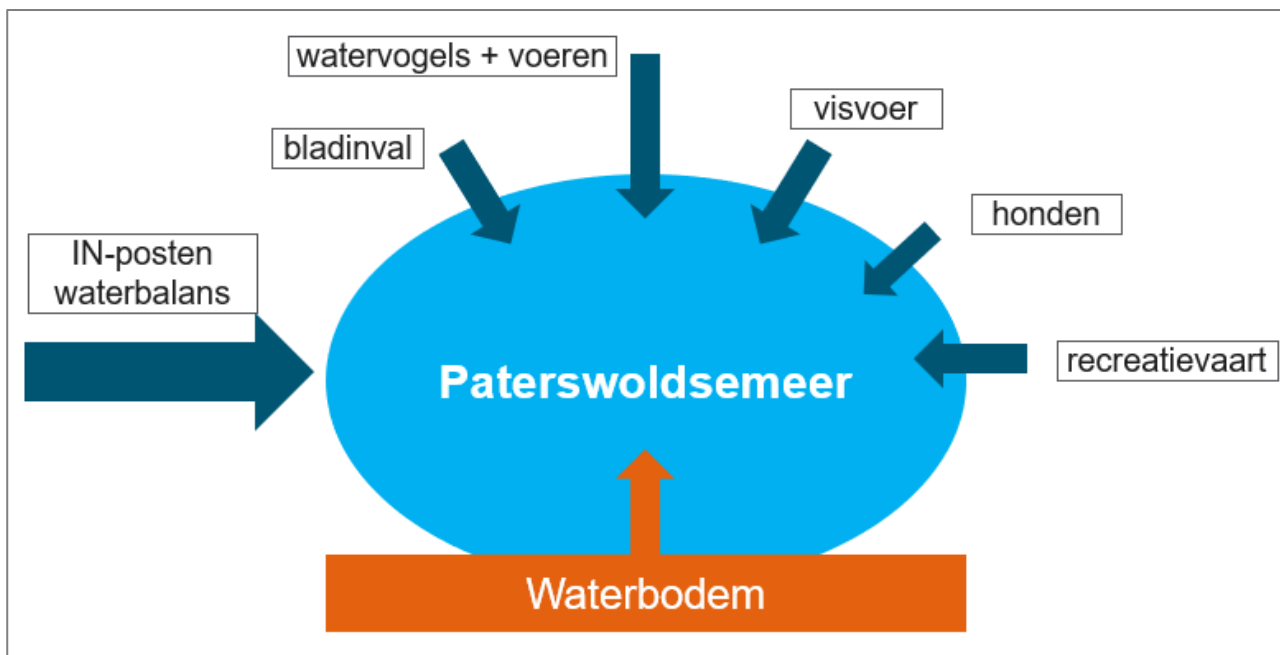 watervogels + voeren
visvoer
bladinval
honden
IN-posten
waterbalans
recreatievaart
Paterswoldsemeer
Waterbodem